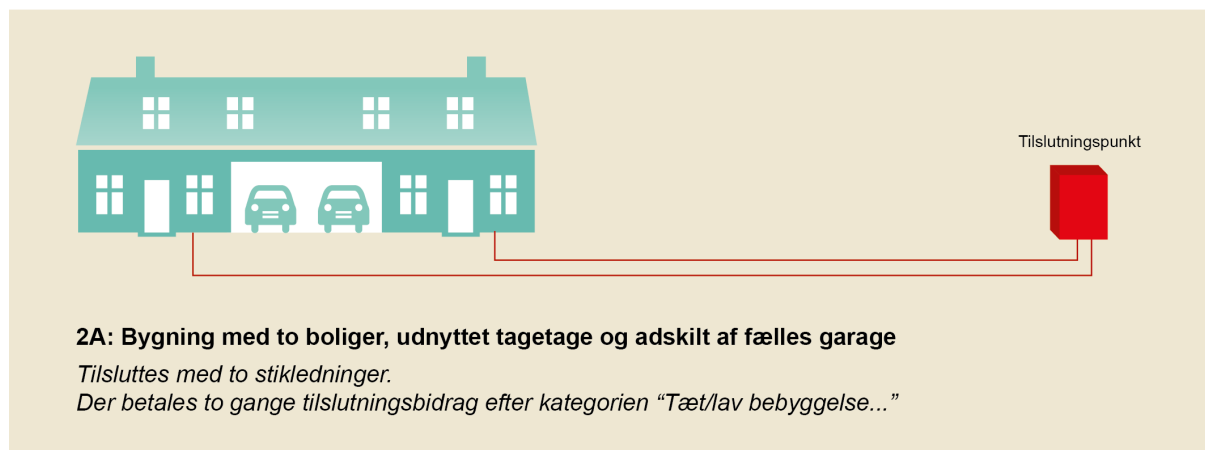 Tilslutningspunkt
2A: Bygning med to boliger, udnyttet tagetage og adskilt af fælles garage
Tilsluttes med to stikledninger.
Der betales to gange tilslutningsbidrag efter kategorien “Tæt/lav bebyggelse...”